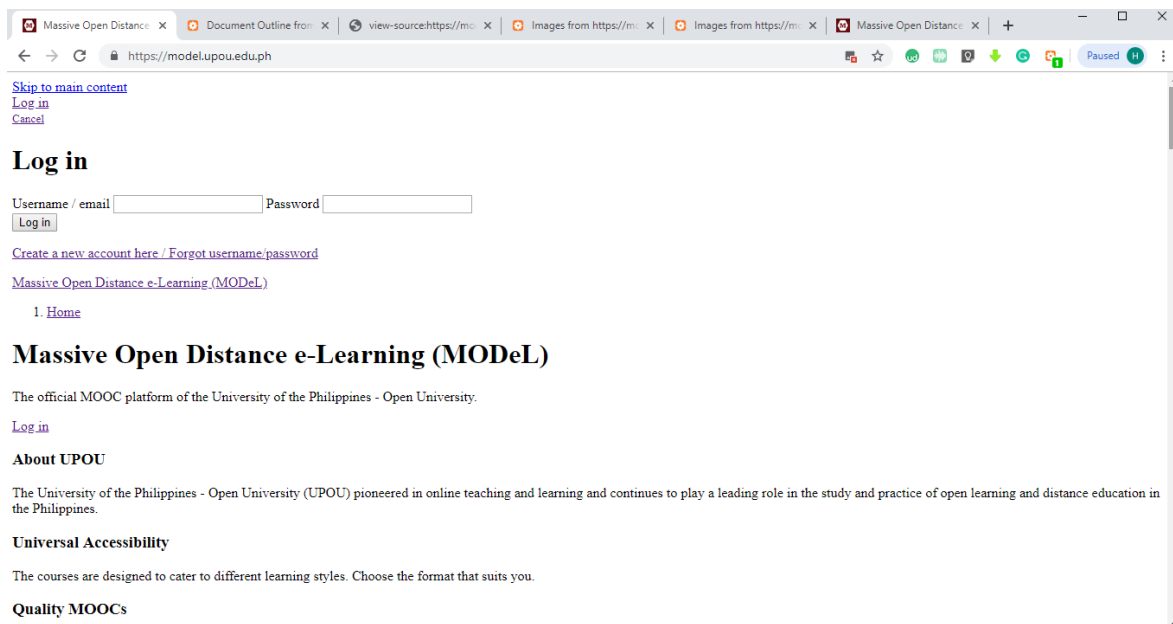 Massive Open Distance
Document Outline from
view-source:https://mo
Images from https://mo
Images from https://mo
Massive Open Distance
https://model.upou.edu.ph
1
Paused H
Skip to main content
Log in
Cancel
Log in
Username / email Password
Log in
Create a new account here / Forgot username/password
Massive Open Distance e-Learning (MODeL)
1. Home
Massive Open Distance e-Learning (MODeL)
The official MOOC platform of the University of the Philippines - Open University.
Log in
About UPOU
The University of the Philippines - Open University (UPOU) pioneered in online teaching and learning and continues to play a leading role in the study and practice of open learning and distance education in
the Philippines.
Universal Accessibility
The courses are designed to cater to different learning styles. Choose the format that suits you.
Quality MOOCs